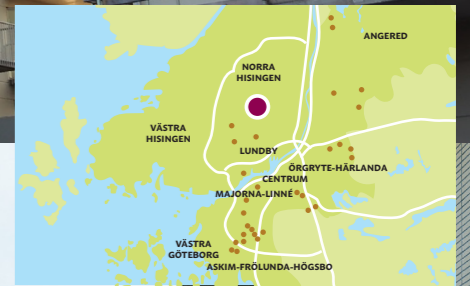 ANGERED
NORRA
HISINGEN
VÄSTRA
HISINGEN
LUNDBY
ÖRGRYTE-HÄRLANDA
CENTRUM
MAJORNA-LINNÉ
VÄSTRA
GÖTEBORG
ASKIM-FRÖLUNDA-HÖGSBO